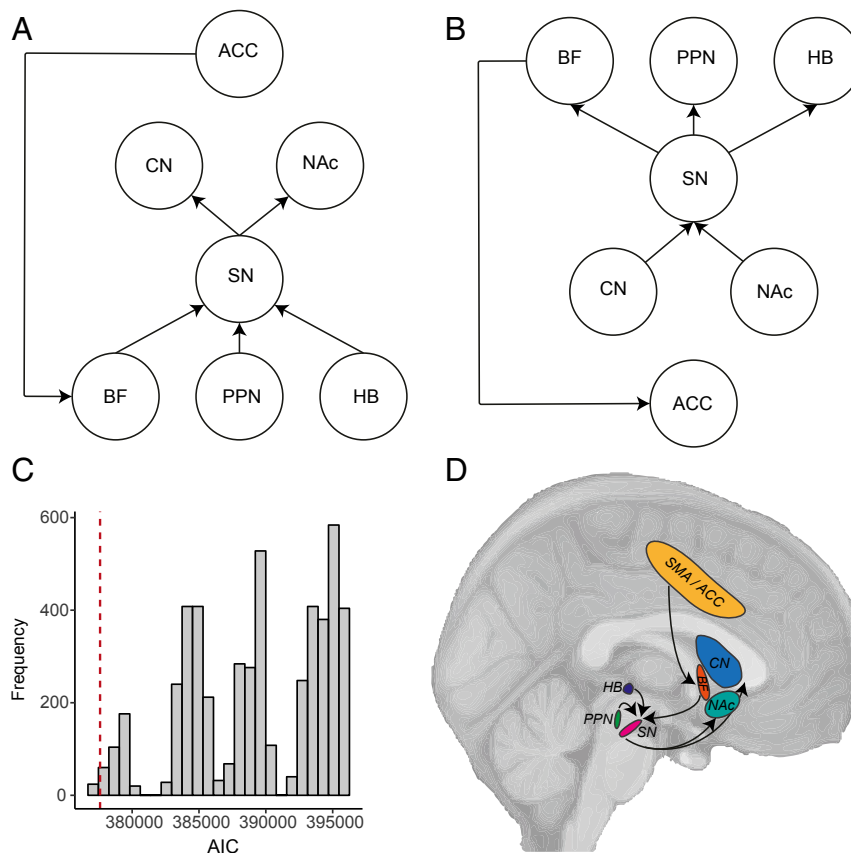 A
ACC
CN
NAc
SN
BF
PPN
HB
B
BF
PPN
HB
SN
CN
NAc
ACC
C
600
400
200
0
Frequency
380000
385000
390000
395000
AIC
D
SMA / ACC
CN
BF
NAc
HB
PPN
SN